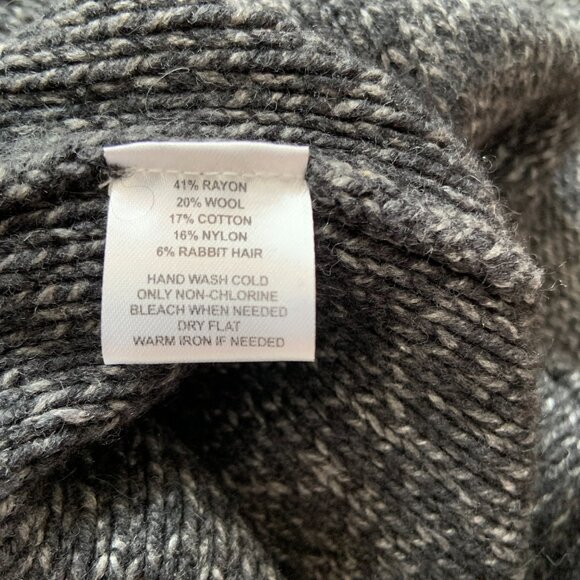 41% RAYON
20% WOOL
17% COTTON
16% NYLON
6% RABBIT HAIR
HAND WASH COLD
ONLY NON-CHLORINE
BLEACH WHEN NEEDED
DRY FLAT
WARM IRON IF NEEDED